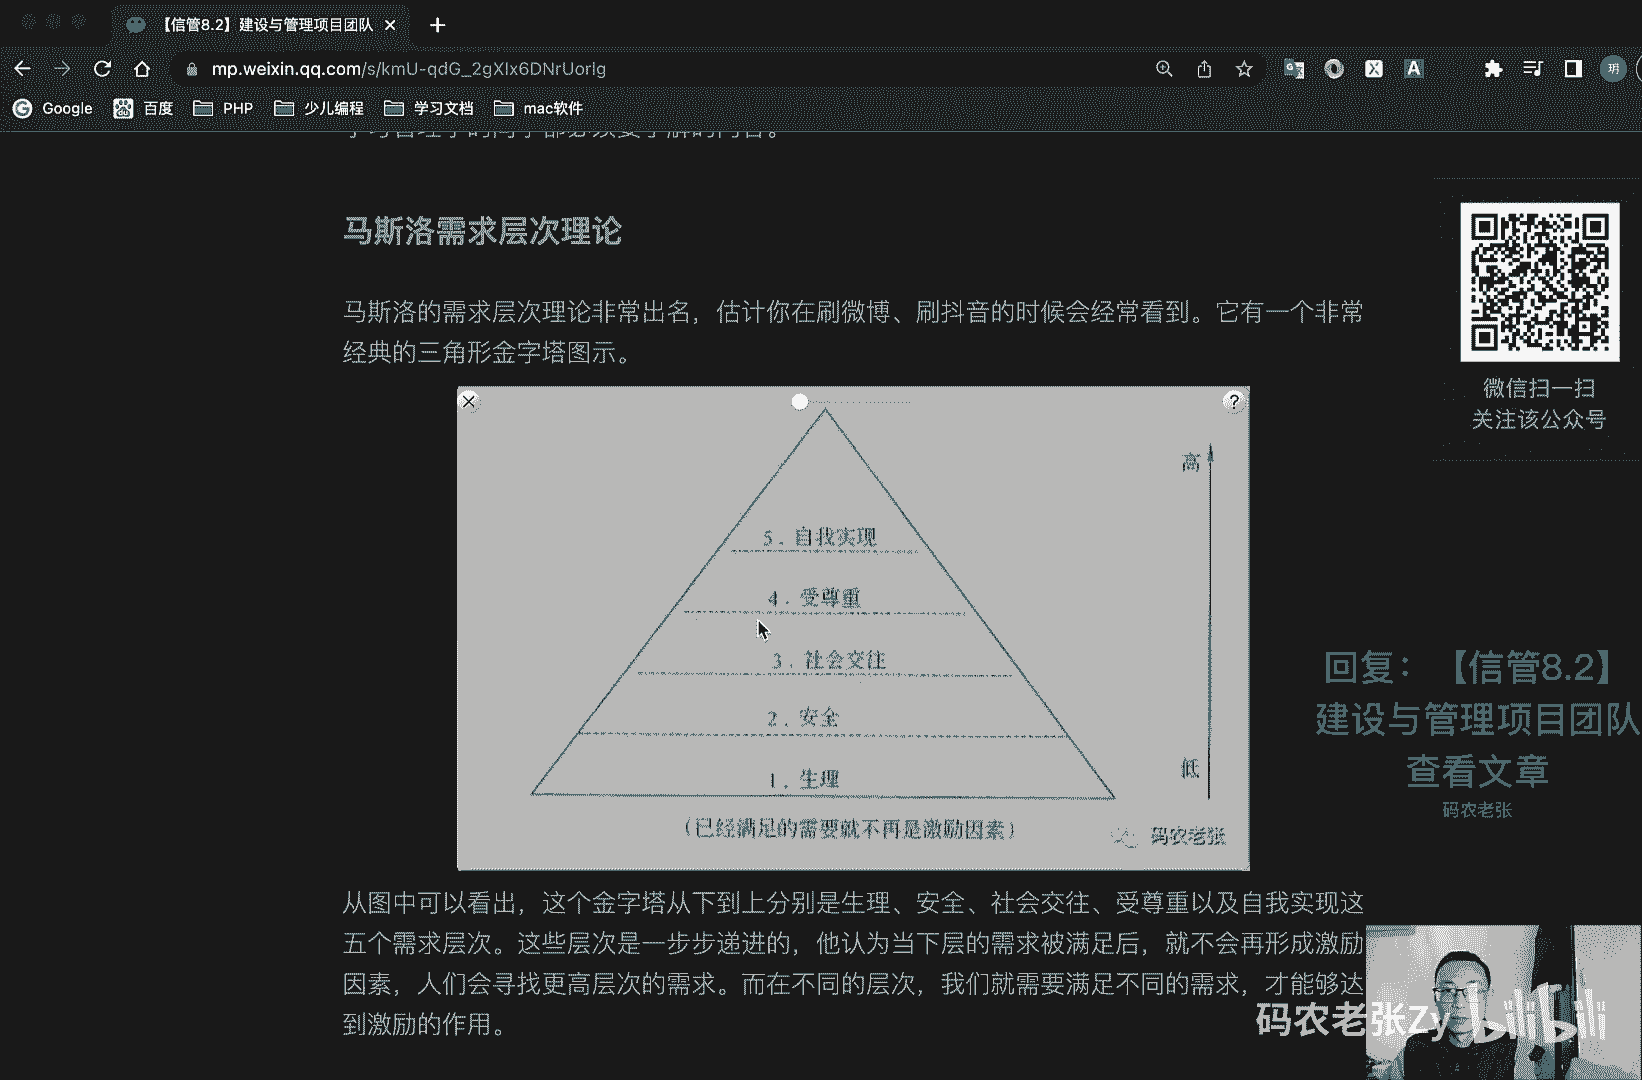 【信管8.2】建设与管理项目团队
mp.weixin.qq.com/s/kmU-qdG_2gXIx6DNrUorIg
Google 百度 PHP 少儿编程 学习文档 mac软件
马斯洛需求层次理论
马斯洛的需求层次理论非常出名，估计你在刷微博、刷抖音的时候会经常看到。它有一个非常
经典的三角形金字塔图示。
高
5．自我实现
4．受尊重
3．社会交往
2．安全
1．生理
低
（已经满足的需要就不再是激励因素）
码农老张
从图中可以看出，这个金字塔从下到上分别是生理、安全、社会交往、受尊重以及自我实现这
五个需求层次。这些层次是一步步递进的，他认为当下层的需求被满足后，就不会再形成激励
因素，人们会寻找更高层次的需求。而在不同的层次，我们就需要满足不同的需求，才能够达
到激励的作用。
微信扫一扫
关注该公众号
回复：【信管8.2】
建设与管理项目团队
查看文章
码农老张
码农老张Zy bilibili